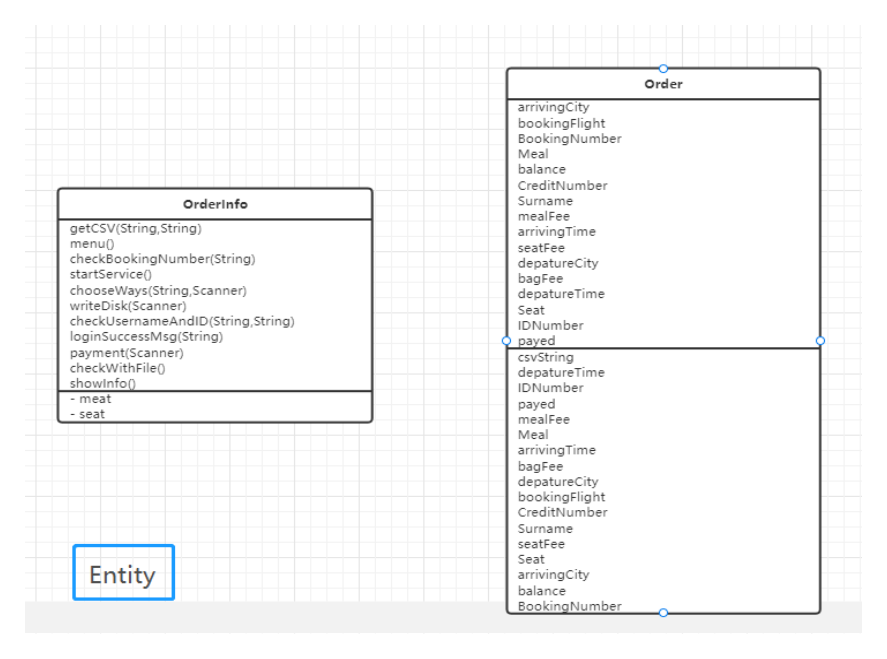 OrderInfo
getCSV(String,String)
menu()
checkBookingNumber(String)
startService()
chooseWays(String,Scanner)
writeDisk(Scanner)
checkUsernameAndID(String,String)
loginSuccessMsg(String)
payment(Scanner)
checkWithFile()
showInfo()
- meat
- seat
Entity
Order
arrivingCity
bookingFlight
BookingNumber
Meal
balance
CreditNumber
Surname
mealFee
arrivingTime
seatFee
depatureCity
bagFee
depatureTime
Seat
IDNumber
payed
csvString
depatureTime
IDNumber
payed
mealFee
Meal
arrivingTime
bagFee
depatureCity
bookingFlight
CreditNumber
Surname
seatFee
Seat
arrivingCity
balance
BookingNumber